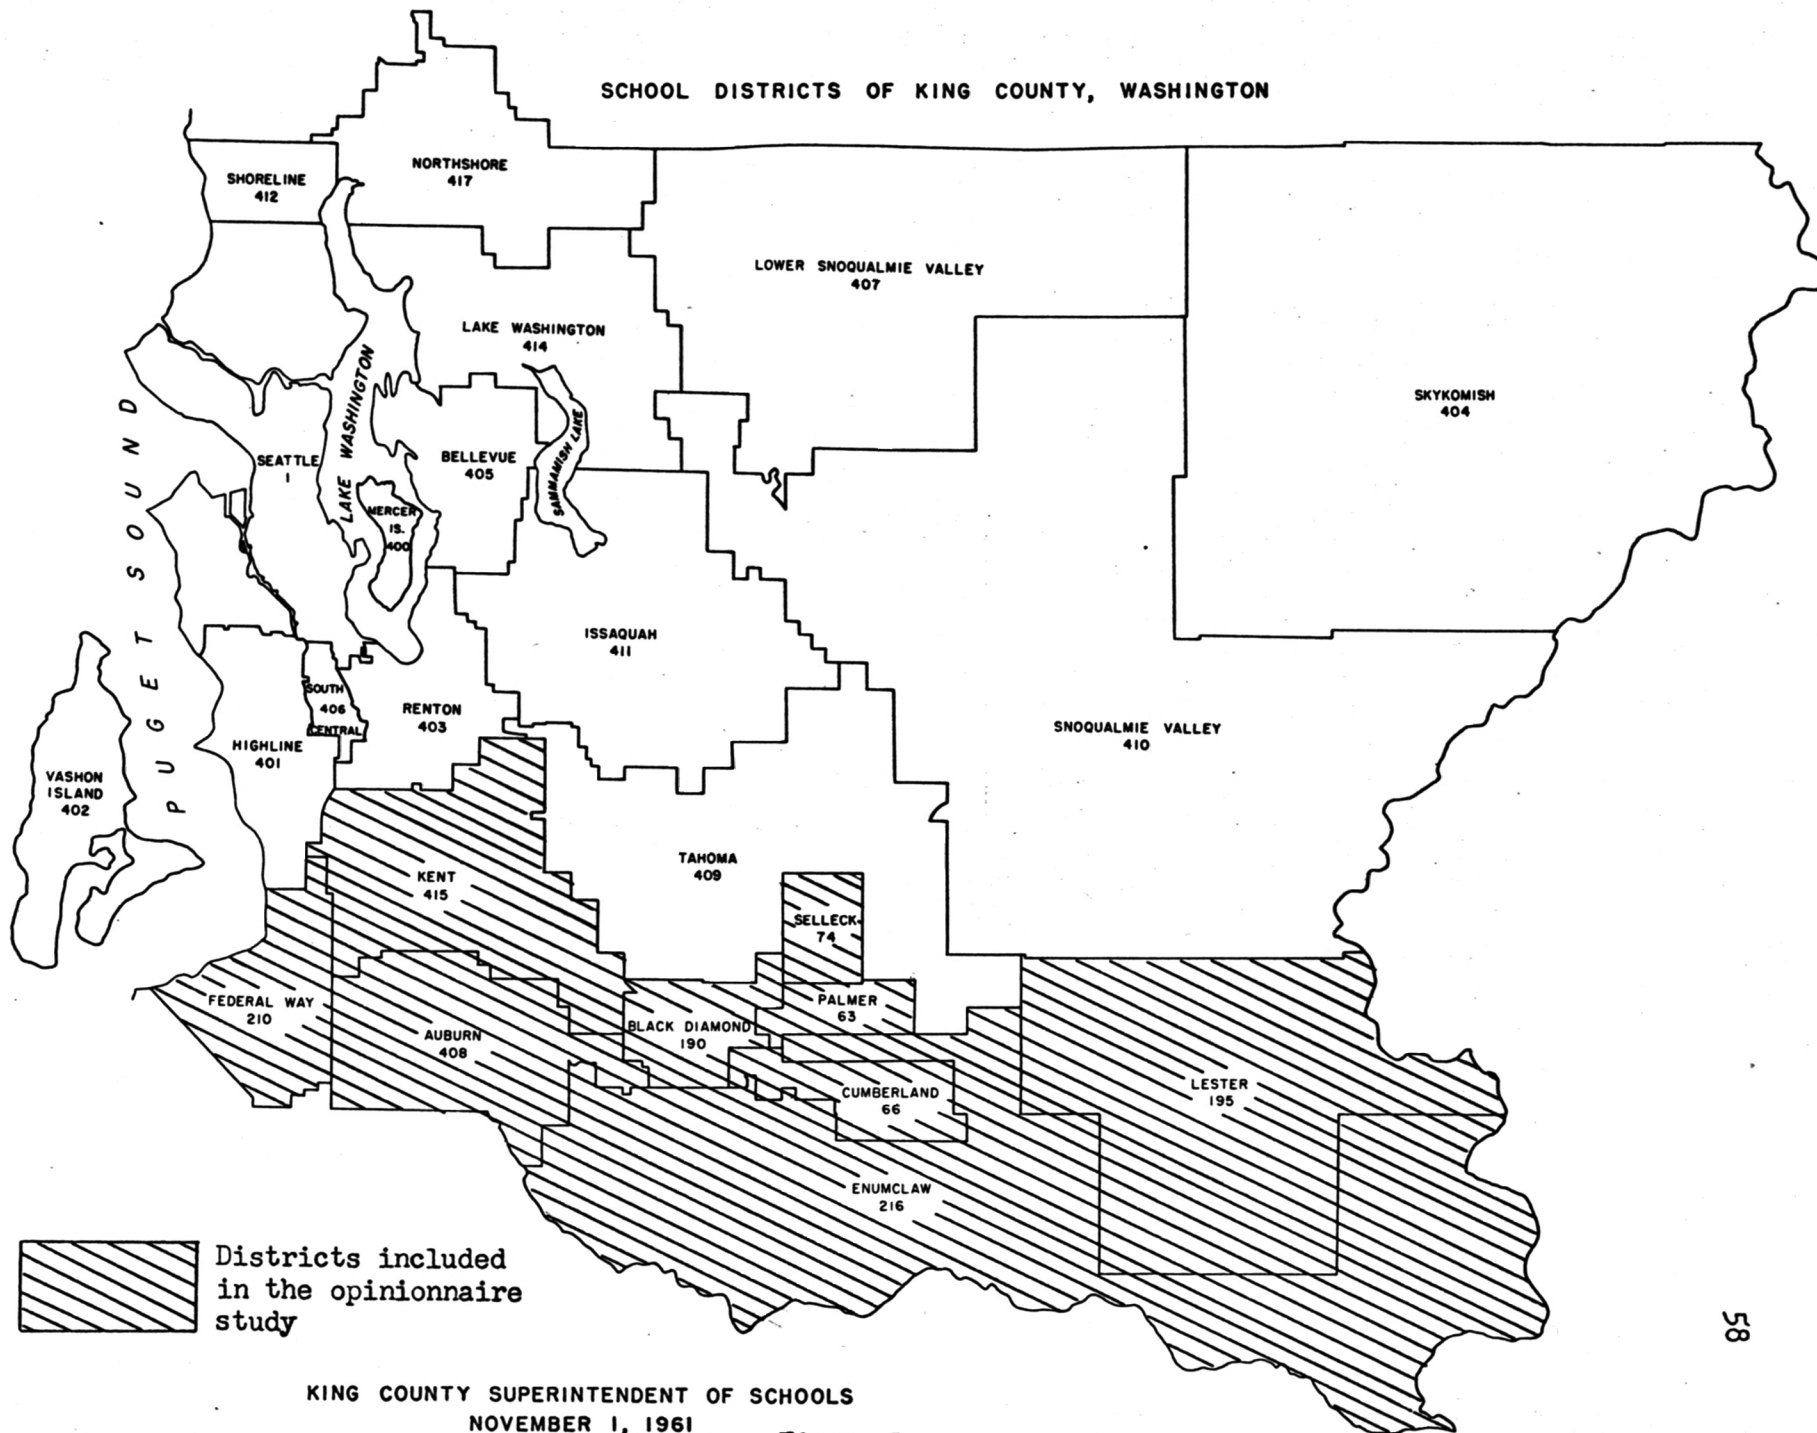 SCHOOL DISTRICTS OF KING COUNTY, WASHINGTON
NORTHSHORE
417
SHORELINE
412
LOWER SNOQUALMIE VALLEY
407
LAKE WASHINGTON
414
SKYKOMISH
404
LAKE WASHINGTON
SAMMAMISH LAKE
BELLEVUE
405
SEATTLE
1
MERCER
IS.
400
PUGET SOUND
ISSAQUAH
411
SOUTH
406
CENTRAL
RENTON
403
HIGHLINE
401
SNOQUALMIE VALLEY
410
VASHON
ISLAND
402
TAHOMA
409
KENT
415
SELLECK
74
FEDERAL WAY
210
PALMER
63
BLACK DIAMOND
190
AUBURN
408
CUMBERLAND
66
LESTER
195
ENUMCLAW
216
Districts included
in the opinionnaire
study
58
KING COUNTY SUPERINTENDENT OF SCHOOLS
NOVEMBER 1, 1961